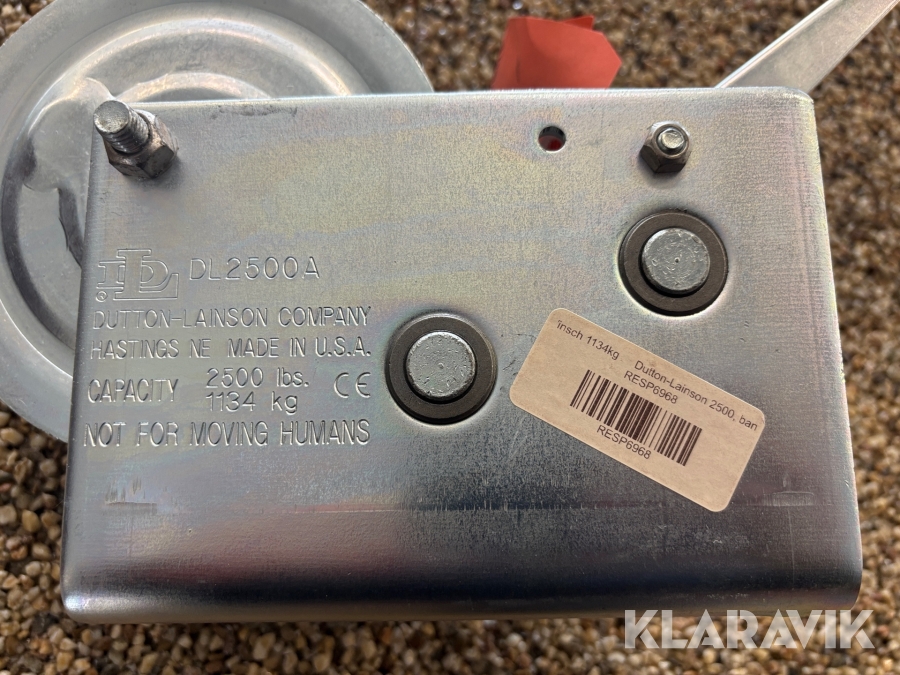 DL DL2500A
®
DUTTON-LAINSON COMPANY
HASTINGS NE MADE IN U.S.A.
CAPACITY 2500 lbs.
1134 kg CE
NOT FOR MOVING HUMANS
insch 1134kg Dutton-Lainson 2500, ban
RESP6968
RESP6968
KLARAVIK